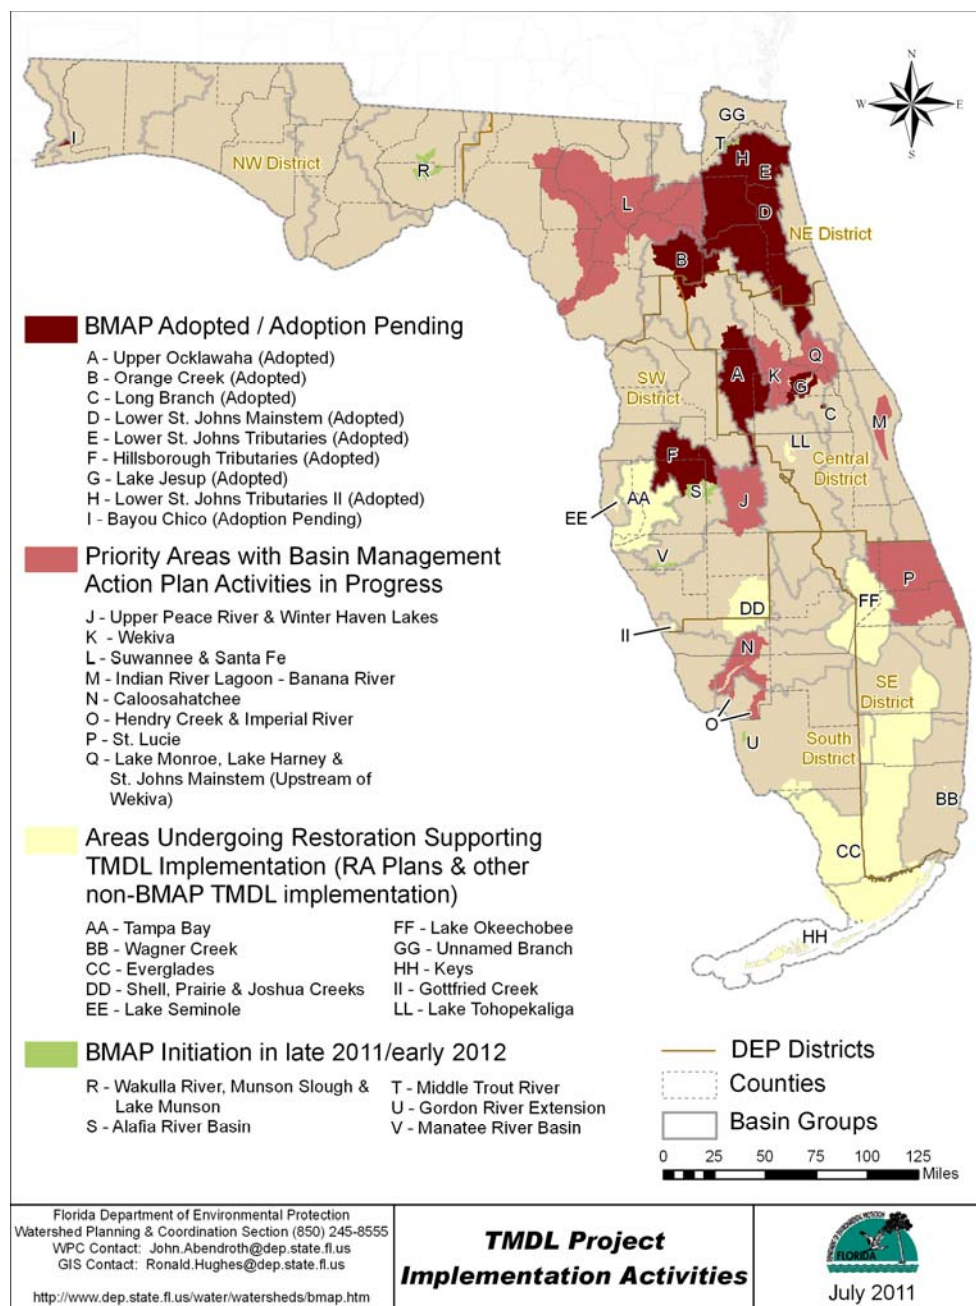 N
W
E
S
GG
T
H
E
I
NW District
R
L
D
NE District
B
BMAP Adopted / Adoption Pending
A - Upper Ocklawaha (Adopted)
B - Orange Creek (Adopted)
C - Long Branch (Adopted)
D - Lower St. Johns Mainstem (Adopted)
E - Lower St. Johns Tributaries (Adopted)
F - Hillsborough Tributaries (Adopted)
G - Lake Jesup (Adopted)
H - Lower St. Johns Tributaries II (Adopted)
I - Bayou Chico (Adoption Pending)
SW
District
A
K
Q
G
C
M
LL
Central
District
F
S
AA
J
EE
V
Priority Areas with Basin Management
Action Plan Activities in Progress
J - Upper Peace River & Winter Haven Lakes
K - Wekiva
L - Suwannee & Santa Fe
M - Indian River Lagoon - Banana River
N - Caloosahatchee
O - Hendry Creek & Imperial River
P - St. Lucie
Q - Lake Monroe, Lake Harney &
St. Johns Mainstem (Upstream of
Wekiva)
P
DD
FF
II
N
SE
District
O
U
South
District
BB
CC
HH
Areas Undergoing Restoration Supporting
TMDL Implementation (RA Plans & other
non-BMAP TMDL implementation)
AA - Tampa Bay
BB - Wagner Creek
CC - Everglades
DD - Shell, Prairie & Joshua Creeks
EE - Lake Seminole
FF - Lake Okeechobee
GG - Unnamed Branch
HH - Keys
II - Gottfried Creek
LL - Lake Tohopekaliga
BMAP Initiation in late 2011/early 2012
R - Wakulla River, Munson Slough &
Lake Munson
S - Alafia River Basin
T - Middle Trout River
U - Gordon River Extension
V - Manatee River Basin
DEP Districts
Counties
Basin Groups
0 25 50 75 100 125
Miles
Florida Department of Environmental Protection
Watershed Planning & Coordination Section (850) 245-8555
WPC Contact: John.Abendroth@dep.state.fl.us
GIS Contact: Ronald.Hughes@dep.state.fl.us
http://www.dep.state.fl.us/water/watersheds/bmap.htm
TMDL Project
Implementation Activities
FLORIDA
July 2011